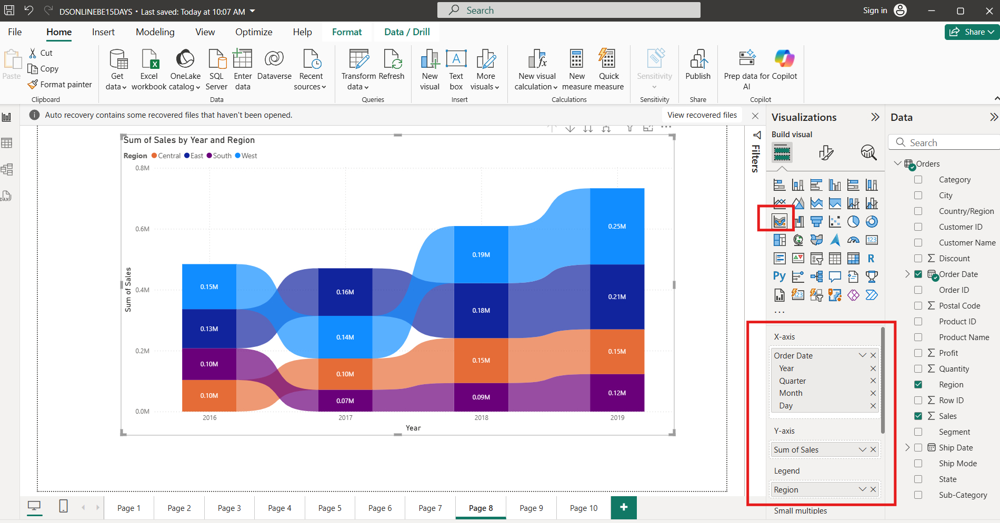 DSONLINEBE15DAYS • Last saved: Today at 10:07 AM
Search
Sign in
File
Home
Insert
Modeling
View
Optimize
Help
Format
Data / Drill
Share
Paste
Cut
Copy
Format painter
Clipboard
Get data
Excel workbook
OneLake catalog
SQL Server
Enter data
Dataverse
Recent sources
Data
Transform data
Refresh
Queries
New visual
Text box
More visuals
Insert
New visual calculation
New measure
Quick measure
Calculations
Sensitivity
Sensitivity
Publish
Share
Prep data for AI
Copilot
Copilot
Auto recovery contains some recovered files that haven't been opened.
View recovered files
DAX
Sum of Sales by Year and Region
Region Central East South West
0.8M
0.6M
0.4M
0.2M
0.0M
Sum of Sales
0.15M
0.13M
0.10M
0.10M
0.16M
0.14M
0.10M
0.07M
0.19M
0.18M
0.15M
0.09M
0.25M
0.21M
0.15M
0.12M
2016
2017
2018
2019
Year
Filters
Visualizations
Build visual
123
R
Py
123
X-axis
Order Date
Year
Quarter
Month
Day
Y-axis
Sum of Sales
Legend
Region
Small multiples
Data
Search
Orders
Category
City
Country/Region
Customer ID
Customer Name
Discount
Order Date
Order ID
Postal Code
Product ID
Product Name
Profit
Quantity
Region
Row ID
Sales
Segment
Ship Date
Ship Mode
State
Sub-Category
Page 1
Page 2
Page 3
Page 4
Page 5
Page 6
Page 7
Page 8
Page 9
Page 10